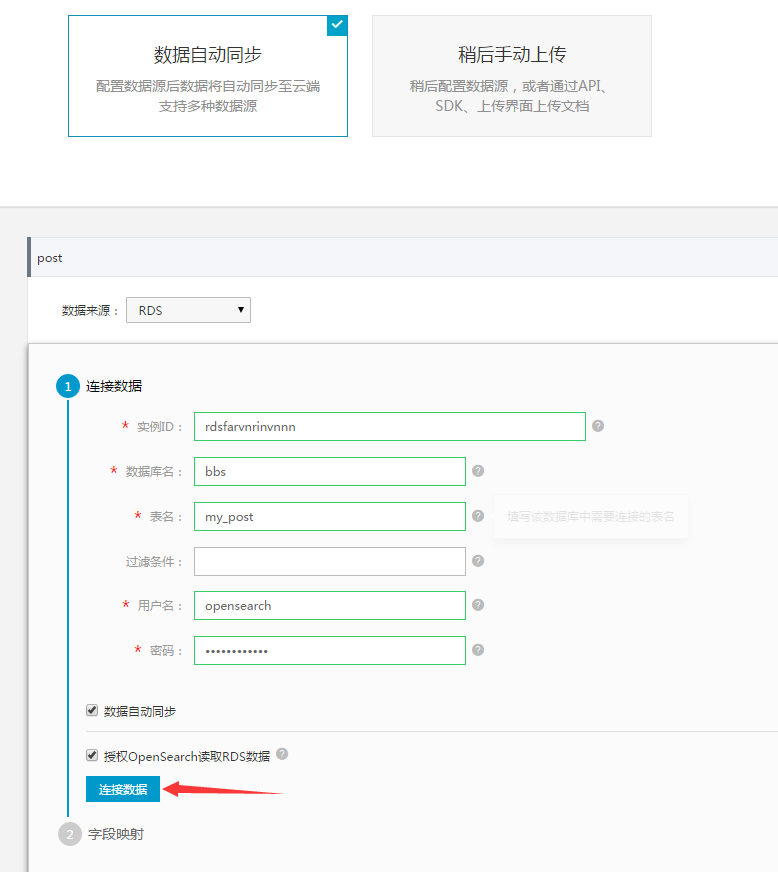 数据自动同步
配置数据源后数据将自动同步至云端
支持多种数据源
稍后手动上传
稍后配置数据源，或者通过API、
SDK、上传界面上传文档
post
数据来源： RDS
1 连接数据
* 实例ID： rdsfarvnrinvnnn ?
* 数据库名： bbs ?
* 表名： my_post ? 填写该数据库中需要连接的表名
过滤条件： ?
* 用户名： opensearch ?
* 密码： •••••••••••• ?
数据自动同步
授权OpenSearch读取RDS数据 ?
连接数据
2 字段映射